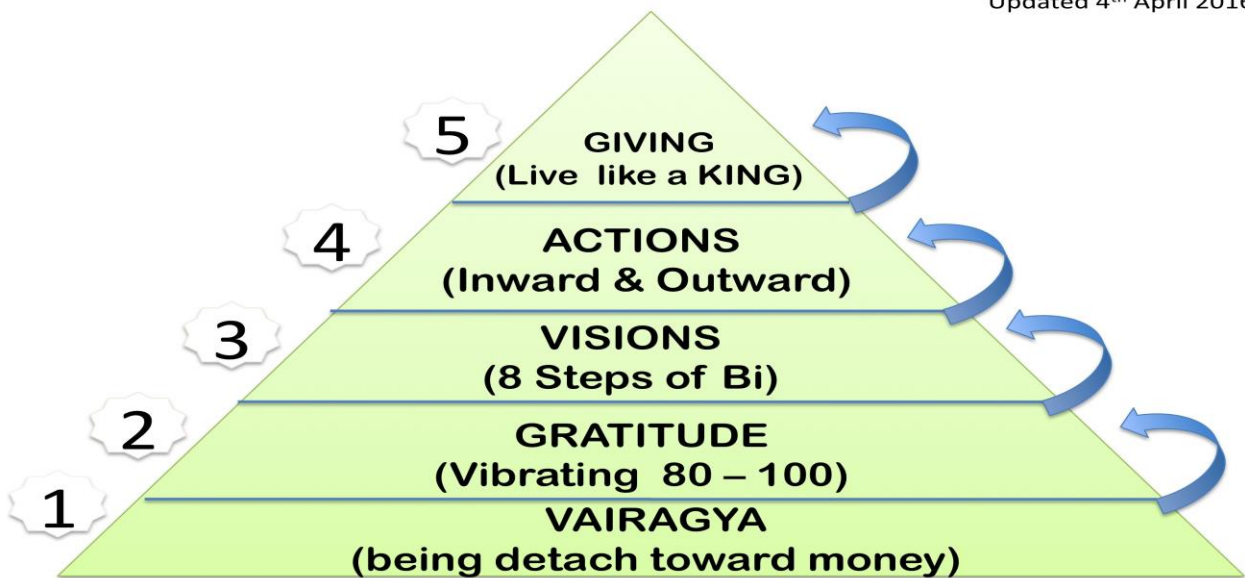 Updated 4th April 2016
5
GIVING
(Live like a KING)
4
ACTIONS
(Inward & Outward)
3
VISIONS
(8 Steps of Bi)
2
GRATITUDE
(Vibrating 80 – 100)
1
VAIRAGYA
(being detach toward money)